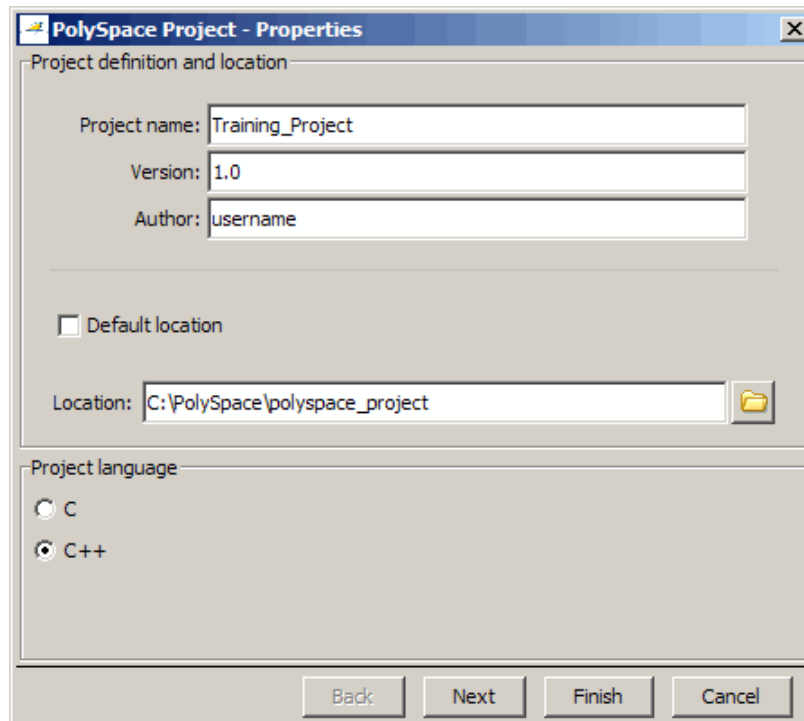 PolySpace Project - Properties
Project definition and location
Project name: Training_Project
Version: 1.0
Author: username
Default location
Location: C:\PolySpace\polyspace_project
Project language
C
C++
Back Next Finish Cancel